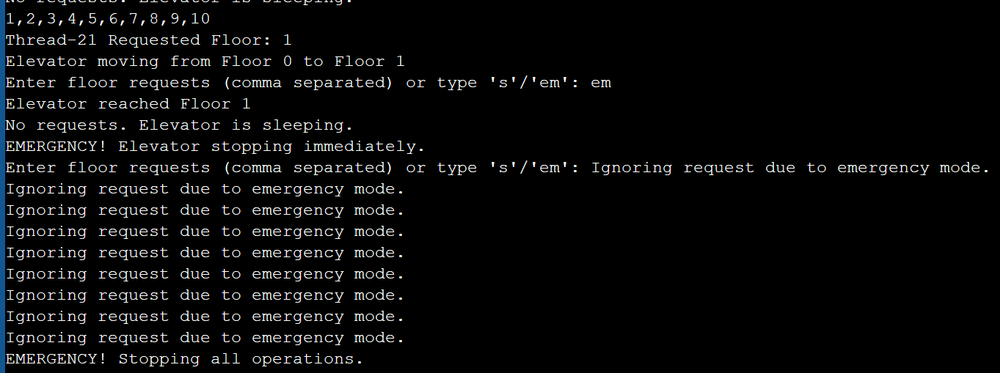 No requests. Elevator is sleeping.
1,2,3,4,5,6,7,8,9,10
Thread-21 Requested Floor: 1
Elevator moving from Floor 0 to Floor 1
Enter floor requests (comma separated) or type 's'/'em': em
Elevator reached Floor 1
No requests. Elevator is sleeping.
EMERGENCY! Elevator stopping immediately.
Enter floor requests (comma separated) or type 's'/'em': Ignoring request due to emergency mode.
Ignoring request due to emergency mode.
Ignoring request due to emergency mode.
Ignoring request due to emergency mode.
Ignoring request due to emergency mode.
Ignoring request due to emergency mode.
Ignoring request due to emergency mode.
Ignoring request due to emergency mode.
Ignoring request due to emergency mode.
EMERGENCY! Stopping all operations.